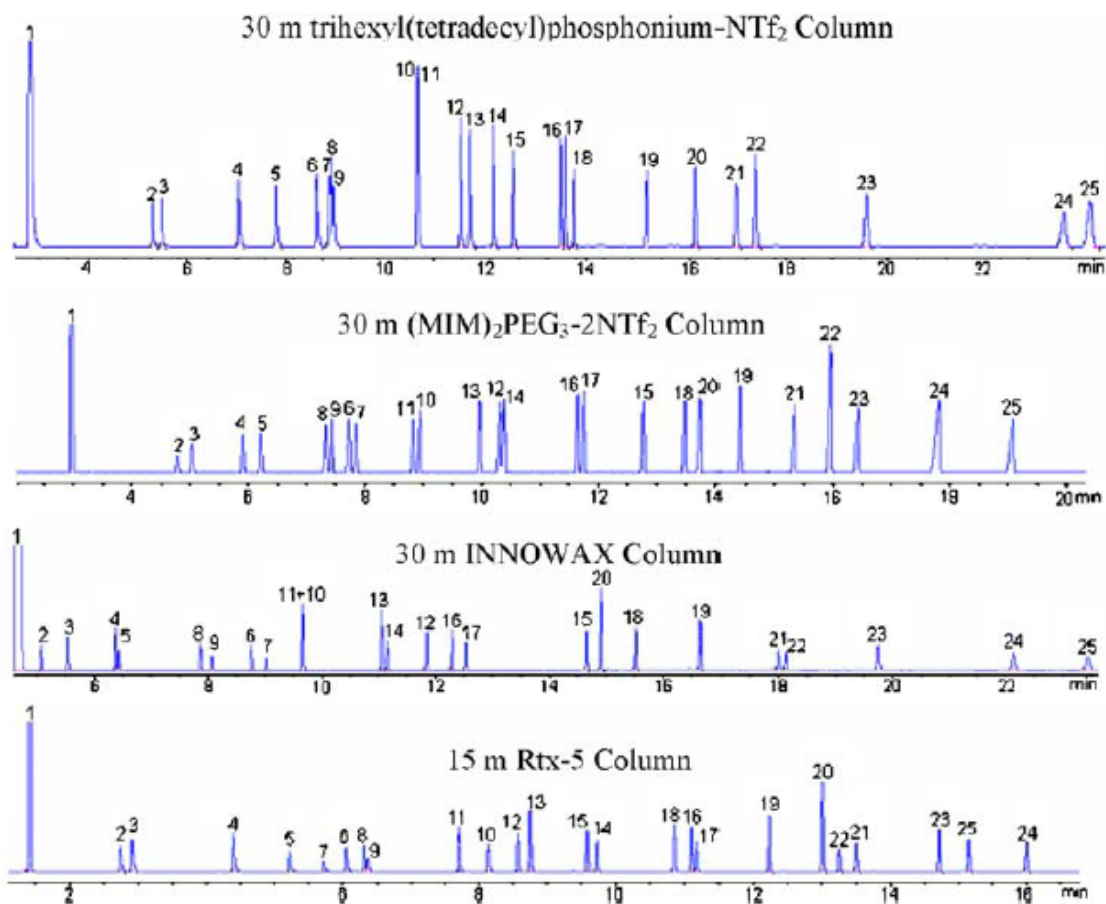 30 m trihexyl(tetradecyl)phosphonium-NTf₂ Column
1 2 3 4 5 6 7 8 9 10 11 12 13 14 15 16 17 18 19 20 21 22 23 24 25
4 6 8 10 12 14 16 18 20 22 min
30 m (MIM)₂PEG₃-2NTf₂ Column
1 2 3 4 5 8 9 6 7 11 10 13 12 14 16 17 15 18 20 19 21 22 23 24 25
4 6 8 10 12 14 16 18 20 min
30 m INNOWAX Column
1 2 3 4 5 8 9 6 7 11+10 13 14 12 16 17 15 20 18 19 21 22 23 24 25
6 8 10 12 14 16 18 20 22 min
15 m Rtx-5 Column
1 2 3 4 5 7 6 8 9 11 10 12 13 15 14 18 16 17 19 20 22 21 23 25 24
2 4 6 8 10 12 14 16 min